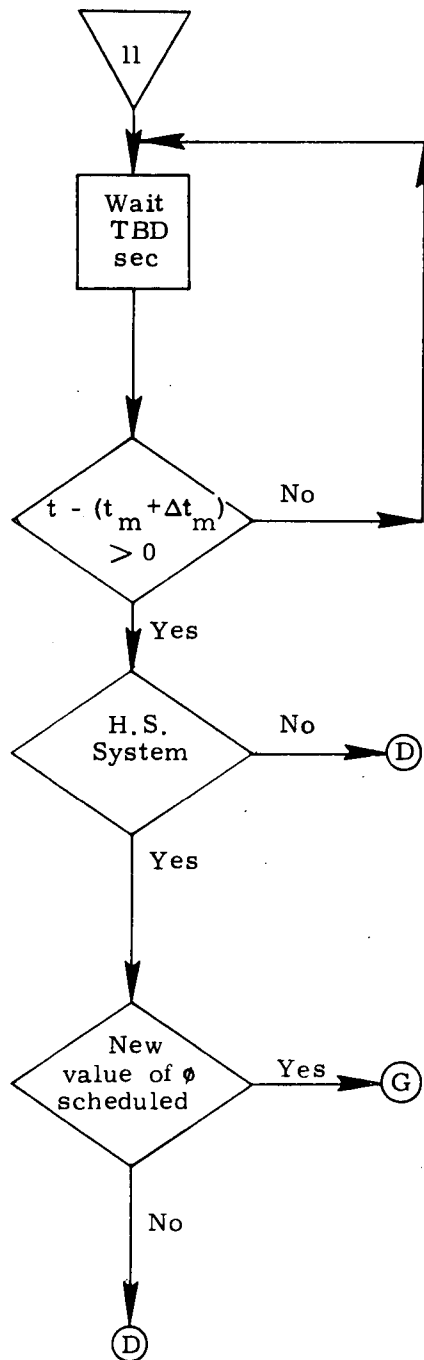 11
Wait
TBD
sec
t - (t_m + Δt_m)
> 0
No
Yes
H.S.
System
No
D
Yes
New
value of ø
scheduled
Yes
G
No
D